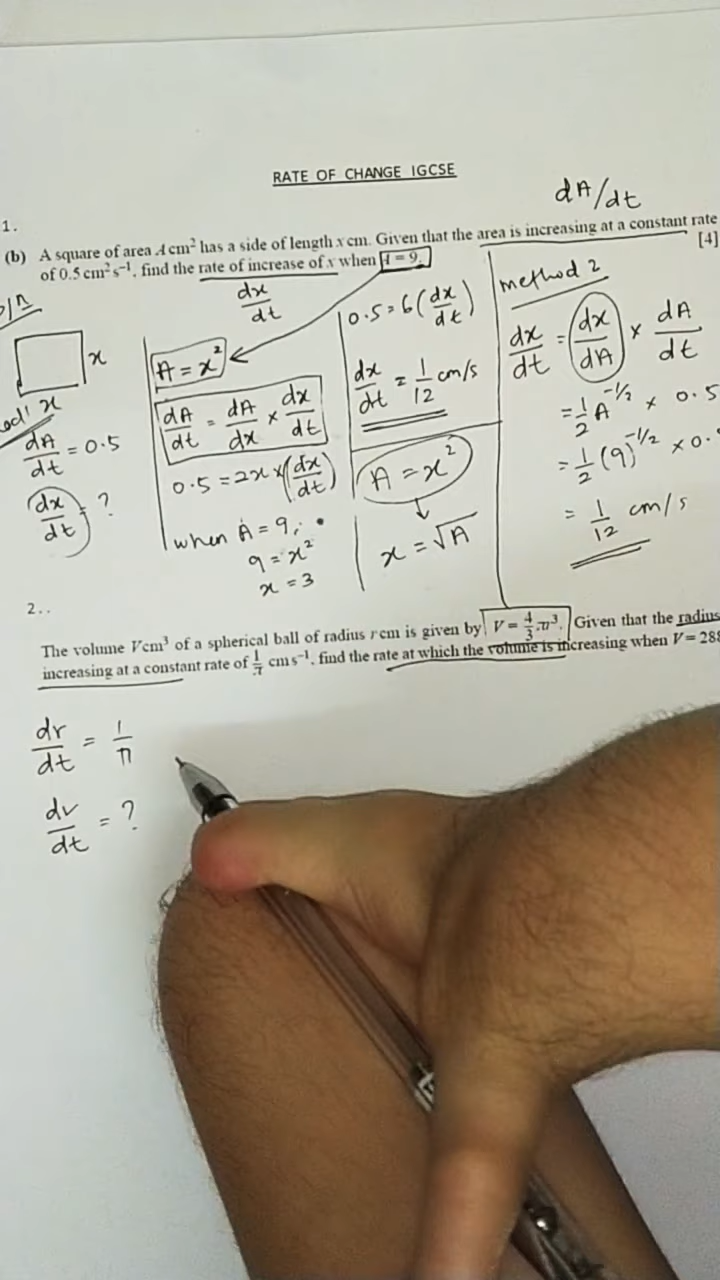 RATE OF CHANGE IGCSE
dA/dt
1.
(b) A square of area A cm² has a side of length x cm. Given that the area is increasing at a constant rate
of 0.5 cm² s⁻¹, find the rate of increase of x when A = 9. [4]
dx/dt
x
x
dA/dt = 0.5
dx/dt = ?
A = x²
dA/dt = dA/dx × dx/dt
0.5 = 2x × (dx/dt)
when A = 9,
9 = x²
x = 3
0.5 = 6 (dx/dt)
dx/dt = 1/12 cm/s
A = x²
x = √A
method 2
dx/dt = dx/dA × dA/dt
= 1/2 A^-1/2 × 0.5
= 1/2 (9)^-1/2 × 0.
= 1/12 cm/s
2..
The volume V cm³ of a spherical ball of radius r cm is given by V = 4/3 πr³. Given that the radius
increasing at a constant rate of 1/π cm s⁻¹, find the rate at which the volume is increasing when V = 288
dr/dt = 1/π
dv/dt = ?